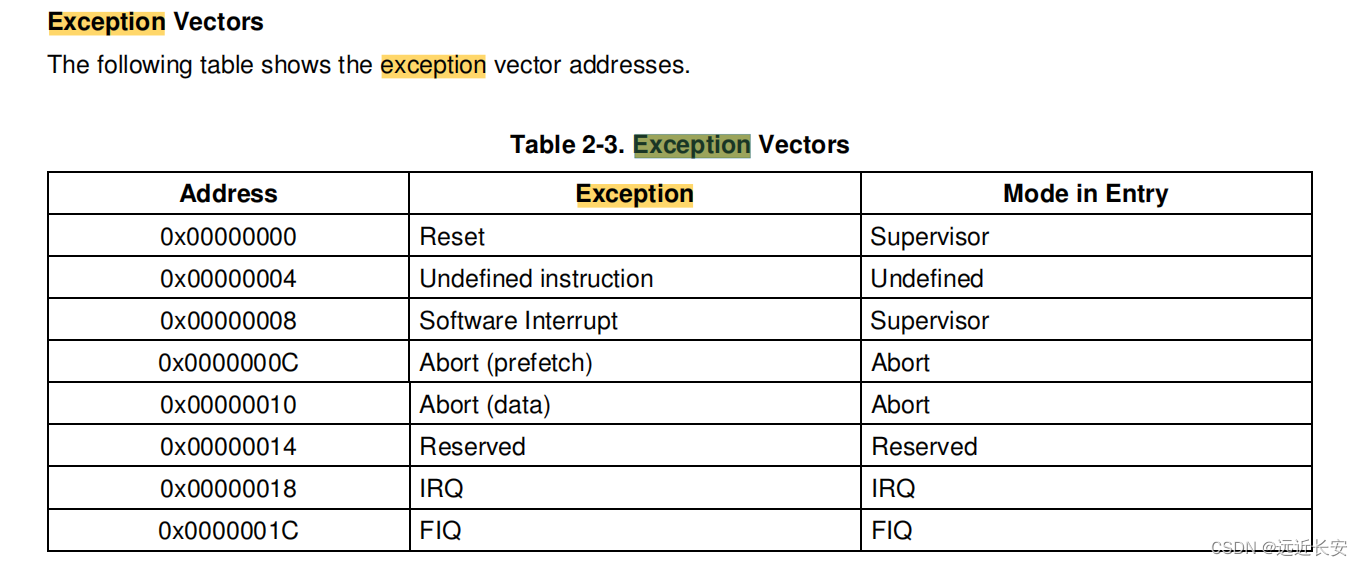 Exception Vectors
The following table shows the exception vector addresses.
Table 2-3. Exception Vectors
Address Exception Mode in Entry
0x00000000 Reset Supervisor
0x00000004 Undefined instruction Undefined
0x00000008 Software Interrupt Supervisor
0x0000000C Abort (prefetch) Abort
0x00000010 Abort (data) Abort
0x00000014 Reserved Reserved
0x00000018 IRQ IRQ
0x0000001C FIQ FIQ
CSDN @远近长安